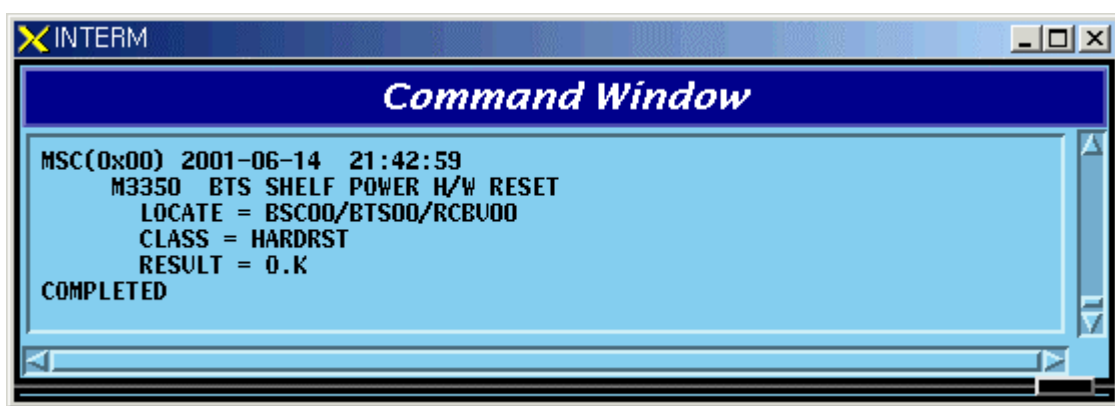 INTERM
Command Window
MSC(0x00) 2001-06-14 21:42:59
M3350 BTS SHELF POWER H/W RESET
LOCATE = BSC00/BTS00/RCBU00
CLASS = HARDRST
RESULT = O.K
COMPLETED